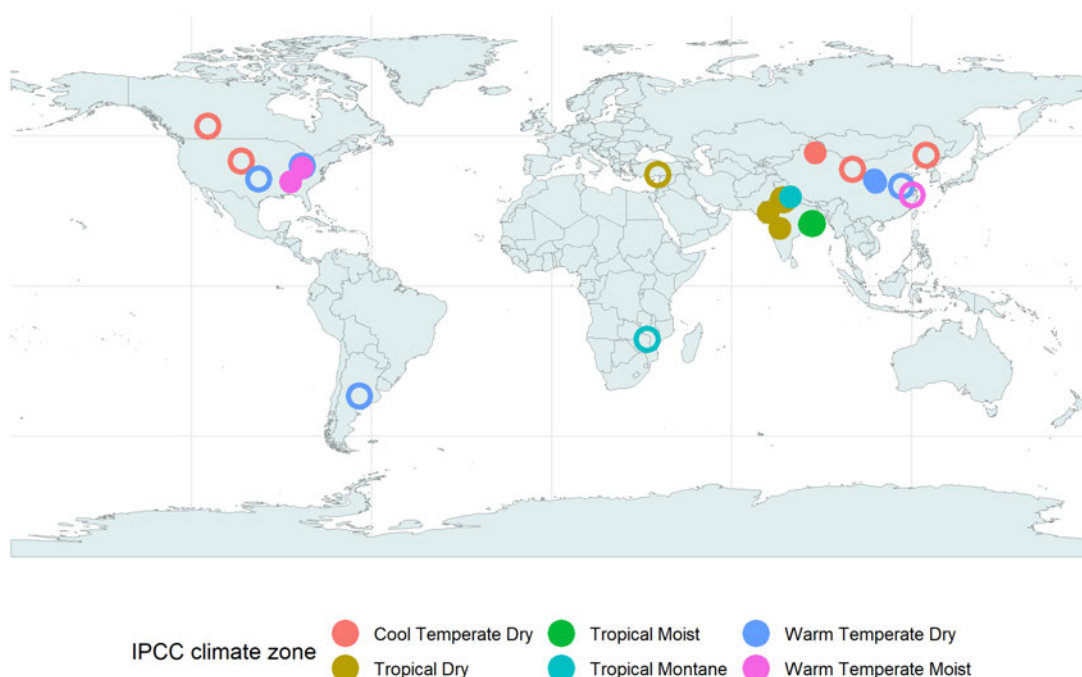 IPCC climate zone
Cool Temperate Dry Tropical Moist Warm Temperate Dry
Tropical Dry Tropical Montane Warm Temperate Moist